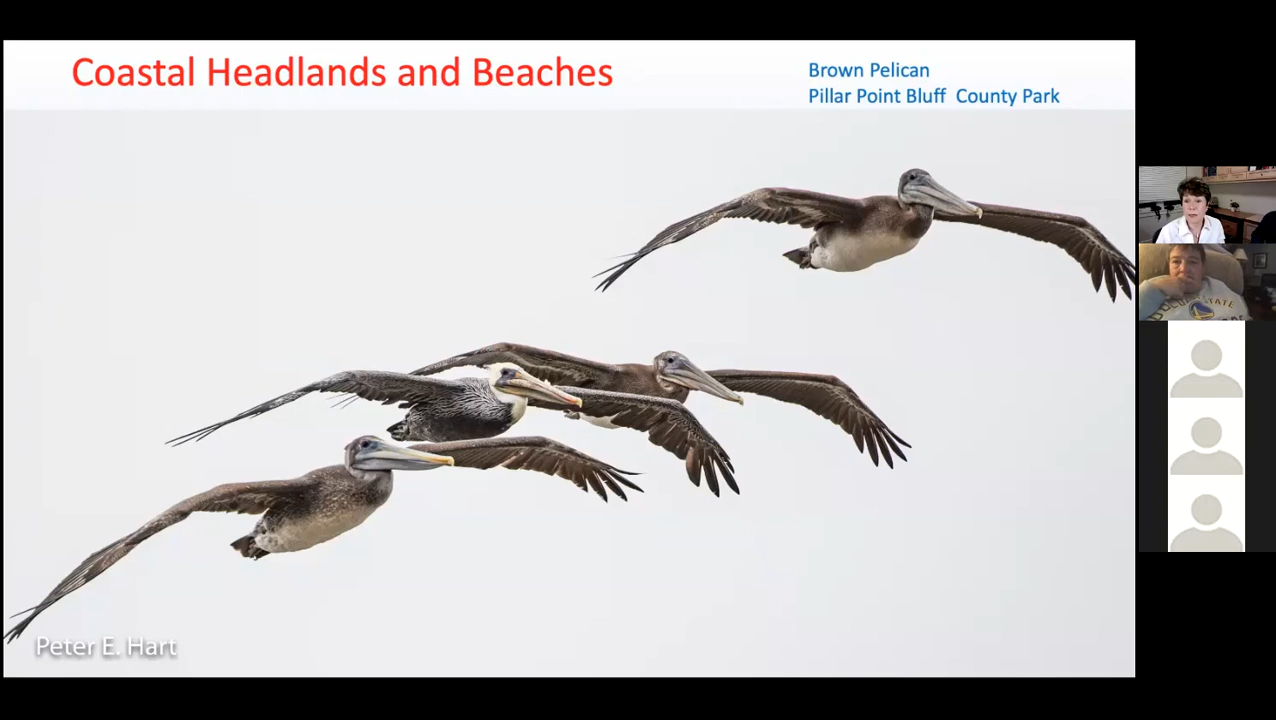 Coastal Headlands and Beaches
Brown Pelican
Pillar Point Bluff County Park
Peter E. Hart